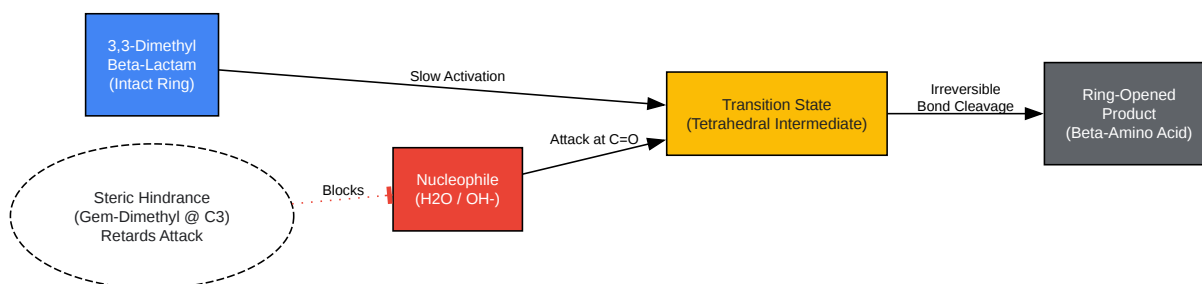 3,3-Dimethyl
Beta-Lactam
(Intact Ring)
Slow Activation
Transition State
(Tetrahedral Intermediate)
Irreversible
Bond Cleavage
Ring-Opened
Product
(Beta-Amino Acid)
Attack at C=O
Nucleophile
(H2O / OH-)
Blocks
Steric Hindrance
(Gem-Dimethyl @ C3)
Retards Attack